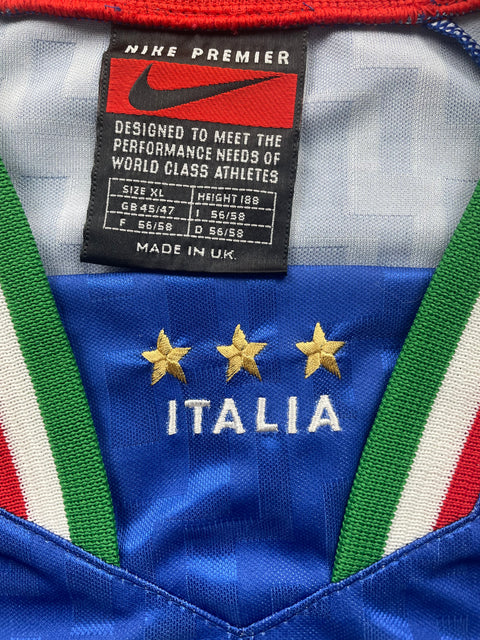 NIKE PREMIER
DESIGNED TO MEET THE
PERFORMANCE NEEDS OF
WORLD CLASS ATHLETES
SIZE XL HEIGHT 188
GB 45/47 I 56/58
F 56/58 D 56/58
MADE IN U.K.
ITALIA